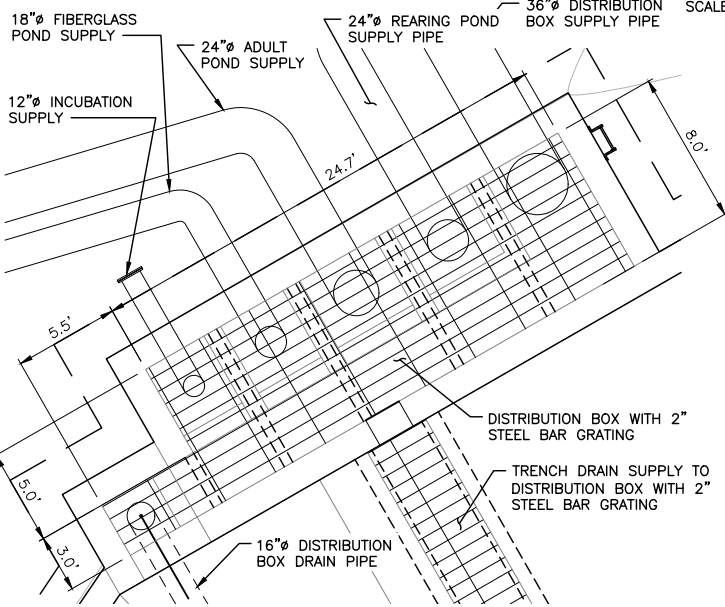 18"ø FIBERGLASS
POND SUPPLY
24"ø ADULT
POND SUPPLY
24"ø REARING POND
SUPPLY PIPE
36"ø DISTRIBUTION
BOX SUPPLY PIPE
SCALE
12"ø INCUBATION
SUPPLY
24.7'
8.0'
5.5'
5.0'
3.0'
DISTRIBUTION BOX WITH 2"
STEEL BAR GRATING
TRENCH DRAIN SUPPLY TO
DISTRIBUTION BOX WITH 2"
STEEL BAR GRATING
16"ø DISTRIBUTION
BOX DRAIN PIPE